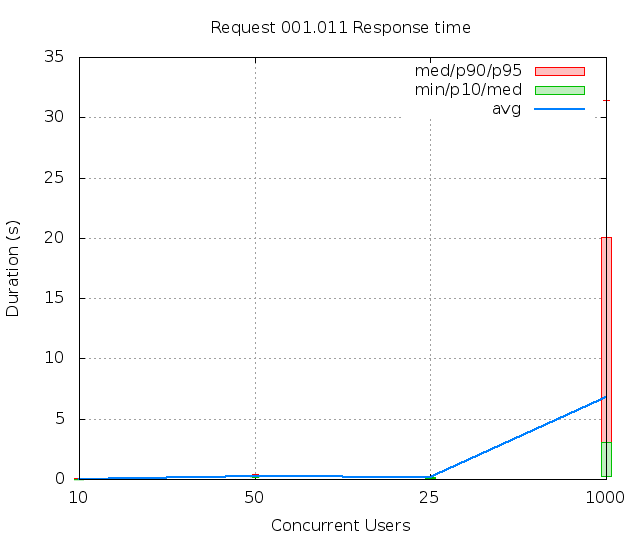 Request 001.011 Response time
35
30
25
20
15
10
5
0
med/p90/p95
min/p10/med
avg
Duration (s)
10 50 25 1000
Concurrent Users